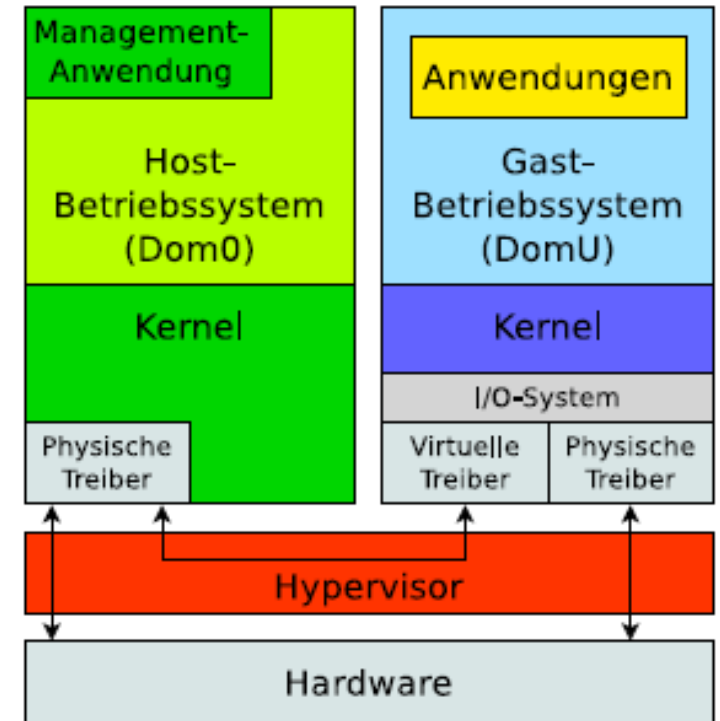 Management-
Anwendung
Host-
Betriebssystem
(Dom0)
Kernel
Physische
Treiber
Anwendungen
Gast-
Betriebssystem
(DomU)
Kernel
I/O-System
Virtuelle
Treiber
Physische
Treiber
Hypervisor
Hardware